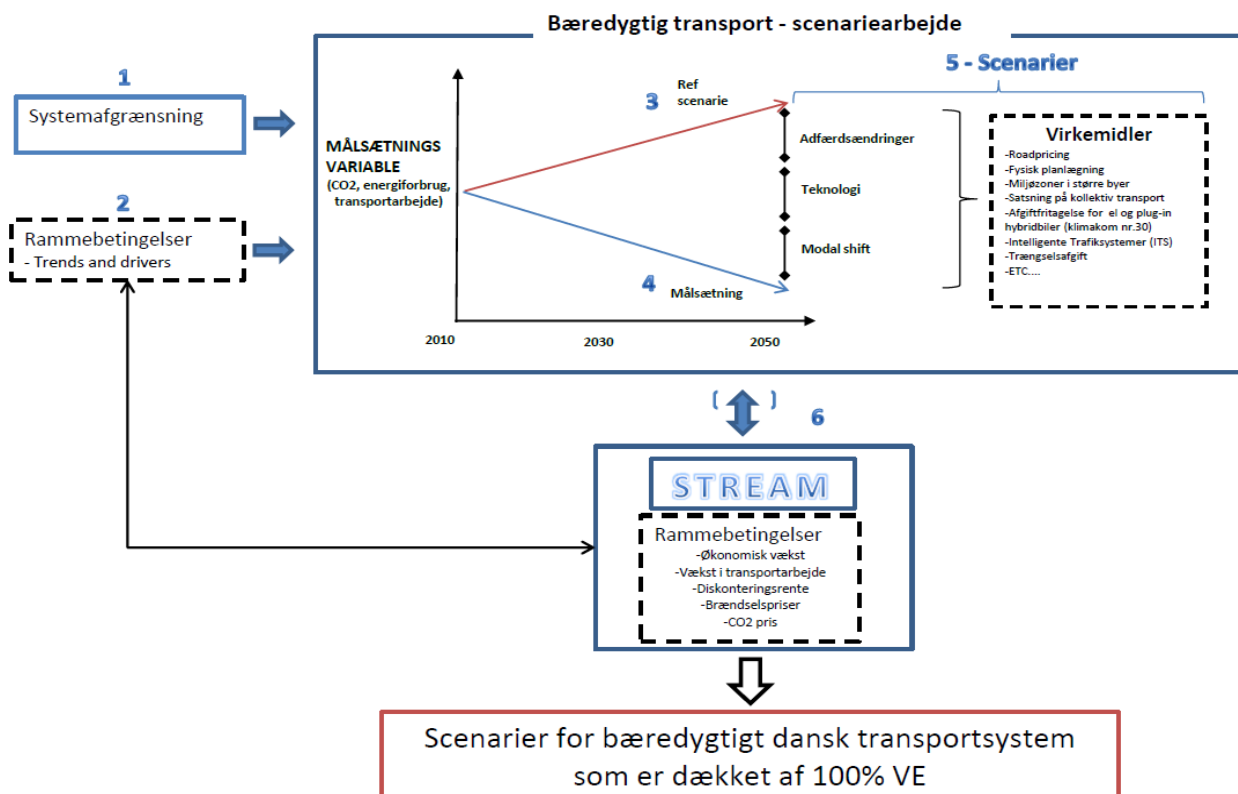 Bæredygtig transport - scenariearbejde
1
Systemafgrænsning
2
Rammebetingelser
- Trends and drivers
MÅLSÆTNINGS
VARIABLE
(CO2, energiforbrug,
transportarbejde)
3
Ref
scenarie
4
Målsætning
2010
2030
2050
Adfærdsændringer
Teknologi
Modal shift
5 - Scenarier
Virkemidler
-Roadpricing
-Fysisk planlægning
-Miljøzoner i større byer
-Satsning på kollektiv transport
-Afgiftfritagelse for el og plug-in
hybridbiler (klimakom nr.30)
-Intelligente Trafiksystemer (ITS)
-Trængselsafgift
-ETC....
( )
6
STREAM
Rammebetingelser
-Økonomisk vækst
-Vækst i transportarbejde
-Diskonteringsrente
-Brændselspriser
-CO2 pris
Scenarier for bæredygtigt dansk transportsystem
som er dækket af 100% VE